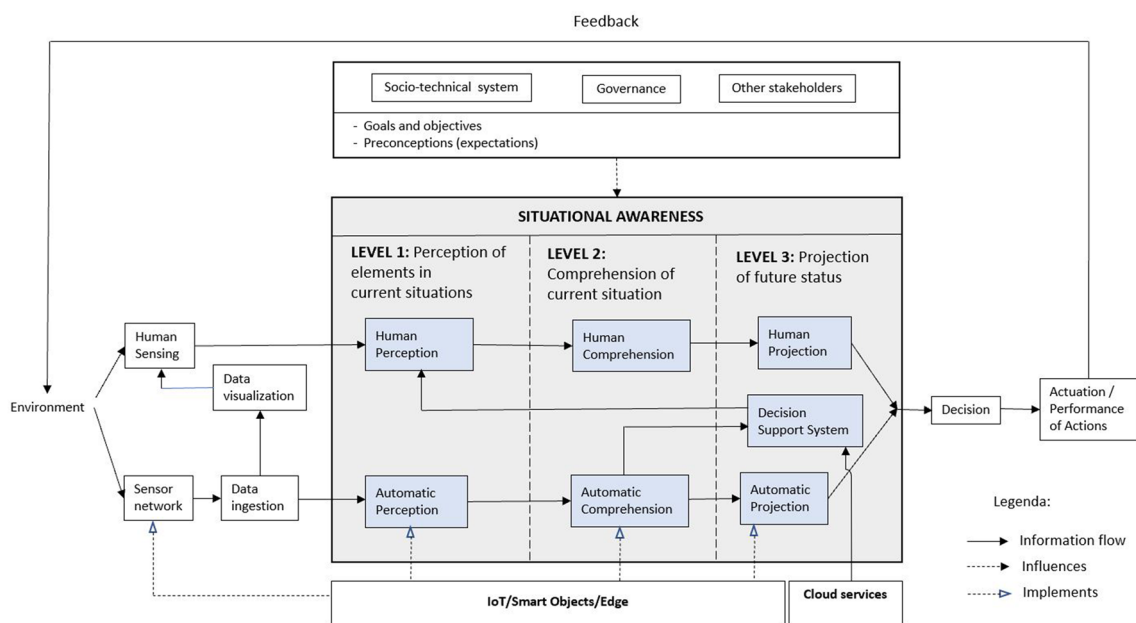 Feedback
Socio-technical system
Governance
Other stakeholders
- Goals and objectives
- Preconceptions (expectations)
SITUATIONAL AWARENESS
LEVEL 1: Perception of
elements in
current situations
LEVEL 2:
Comprehension of
current situation
LEVEL 3: Projection
of future status
Human
Sensing
Human
Perception
Human
Comprehension
Human
Projection
Data
visualization
Environment
Decision
Support System
Decision
Actuation /
Performance
of Actions
Sensor
network
Data
ingestion
Automatic
Perception
Automatic
Comprehension
Automatic
Projection
Legenda:
Information flow
Influences
Implements
IoT/Smart Objects/Edge
Cloud services